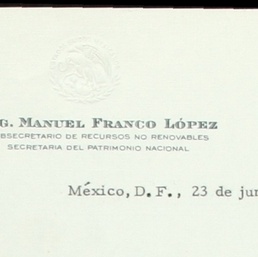 G. MANUEL FRANCO LÓPEZ
BSECRETARIO DE RECURSOS NO RENOVABLES
SECRETARIA DEL PATRIMONIO NACIONAL
México, D. F., 23 de jun